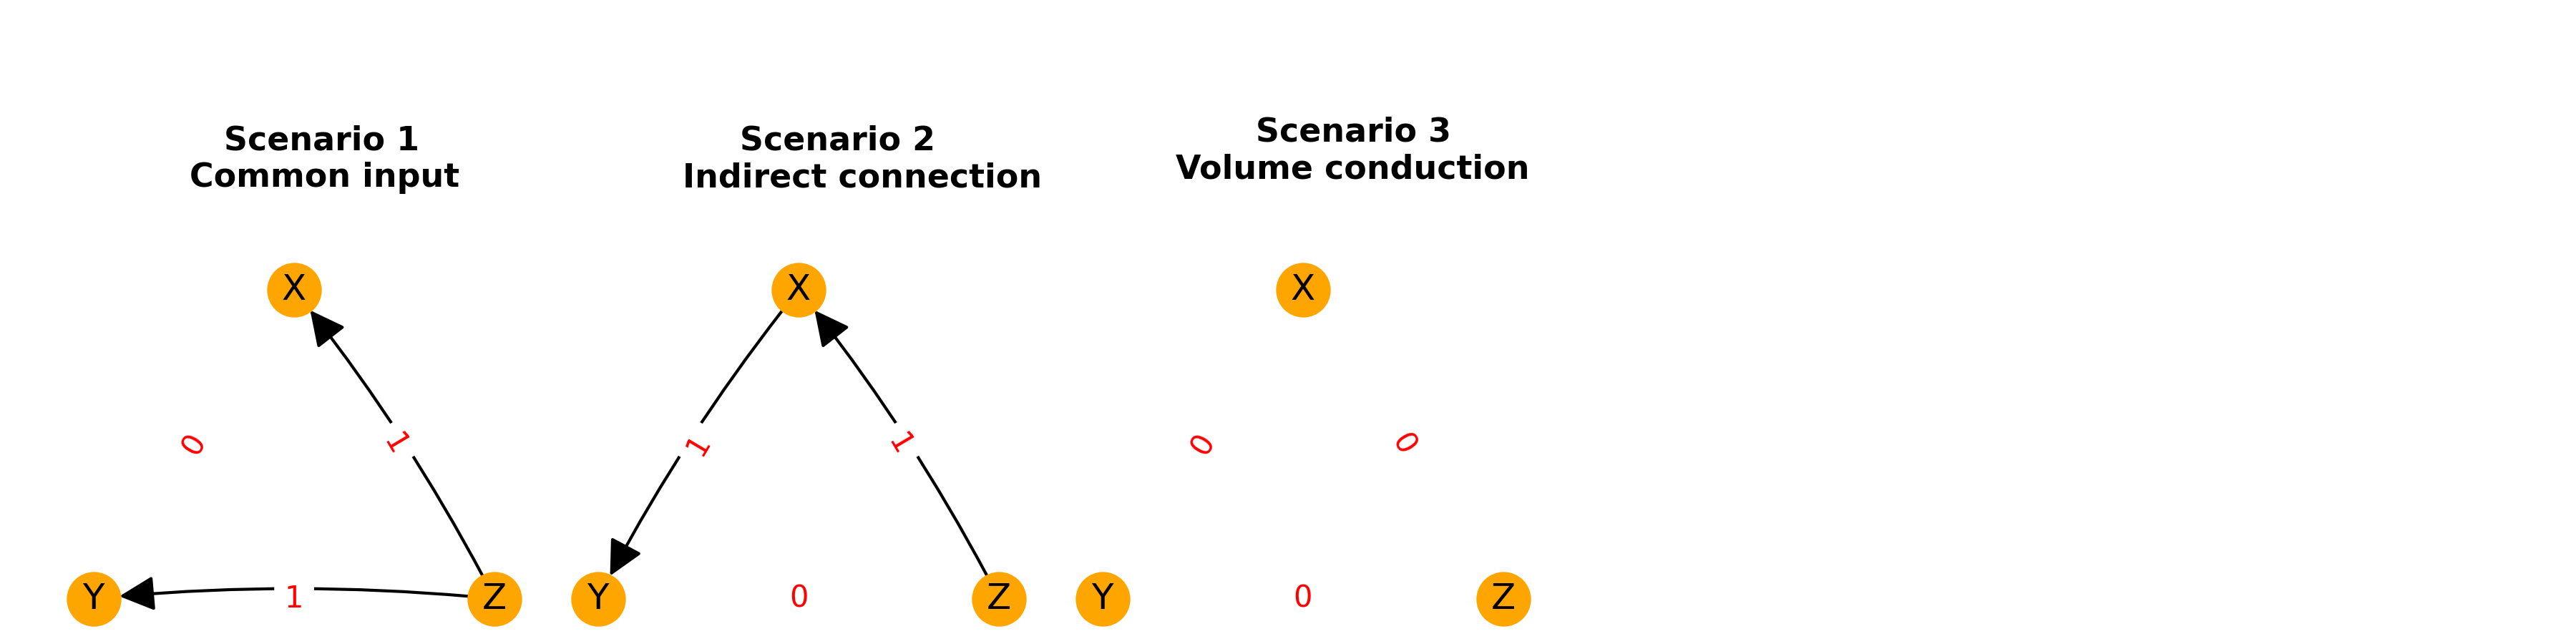 Scenario 1
Common input
Scenario 2
Indirect connection
Scenario 3
Volume conduction
X
X
X
0
1
1
1
0
0
Y
1
Z
Y
0
Z
Y
0
Z